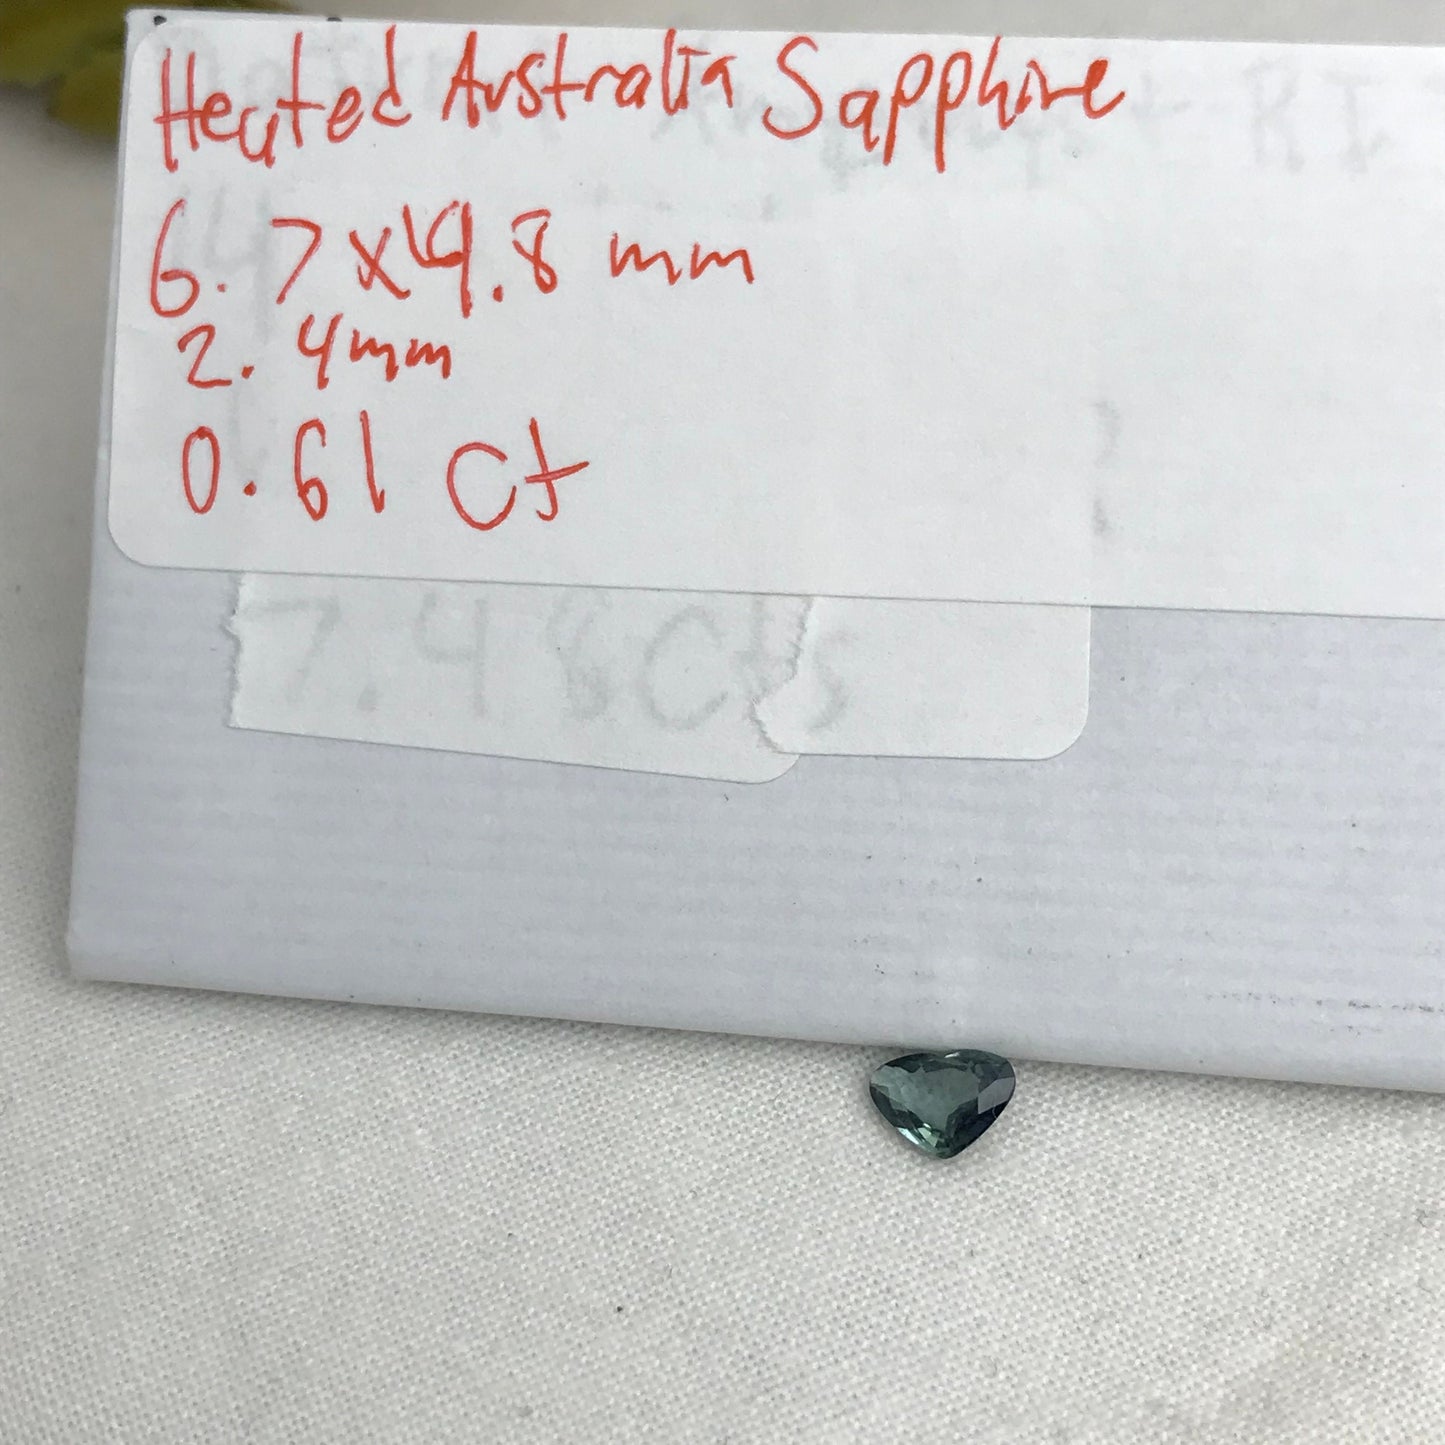 Heated Australia Sapphire
6.7x4.8 mm
2.4mm
0.61 ct
7.48Cts